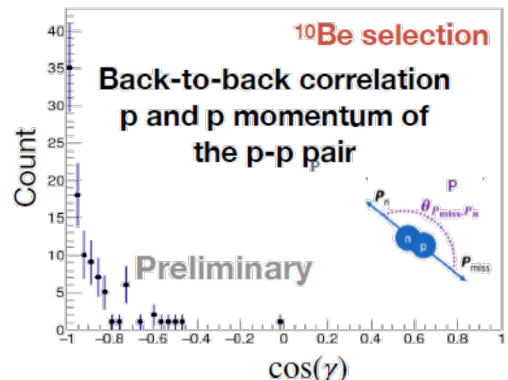 ¹⁰Be selection
Back-to-back correlation
p and p momentum of
the p-p pair
p
Preliminary
P
Pn
θ Pmiss, Pn
n p
Pmiss
Count
40
35
30
25
20
15
10
5
0
-1 -0.8 -0.6 -0.4 -0.2 0 0.2 0.4 0.6 0.8 1
cos(γ)